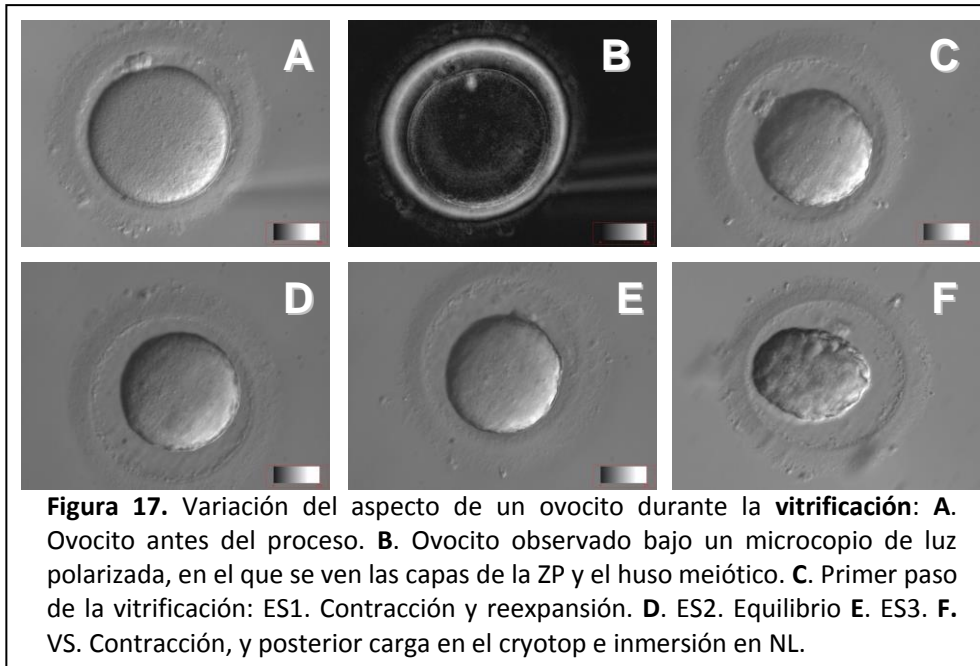 A
B
C
D
E
F
Figura 17. Variación del aspecto de un ovocito durante la vitrificación: A.
Ovocito antes del proceso. B. Ovocito observado bajo un microcopio de luz
polarizada, en el que se ven las capas de la ZP y el huso meiótico. C. Primer paso
de la vitrificación: ES1. Contracción y reexpansión. D. ES2. Equilibrio E. ES3. F.
VS. Contracción, y posterior carga en el cryotop e inmersión en NL.